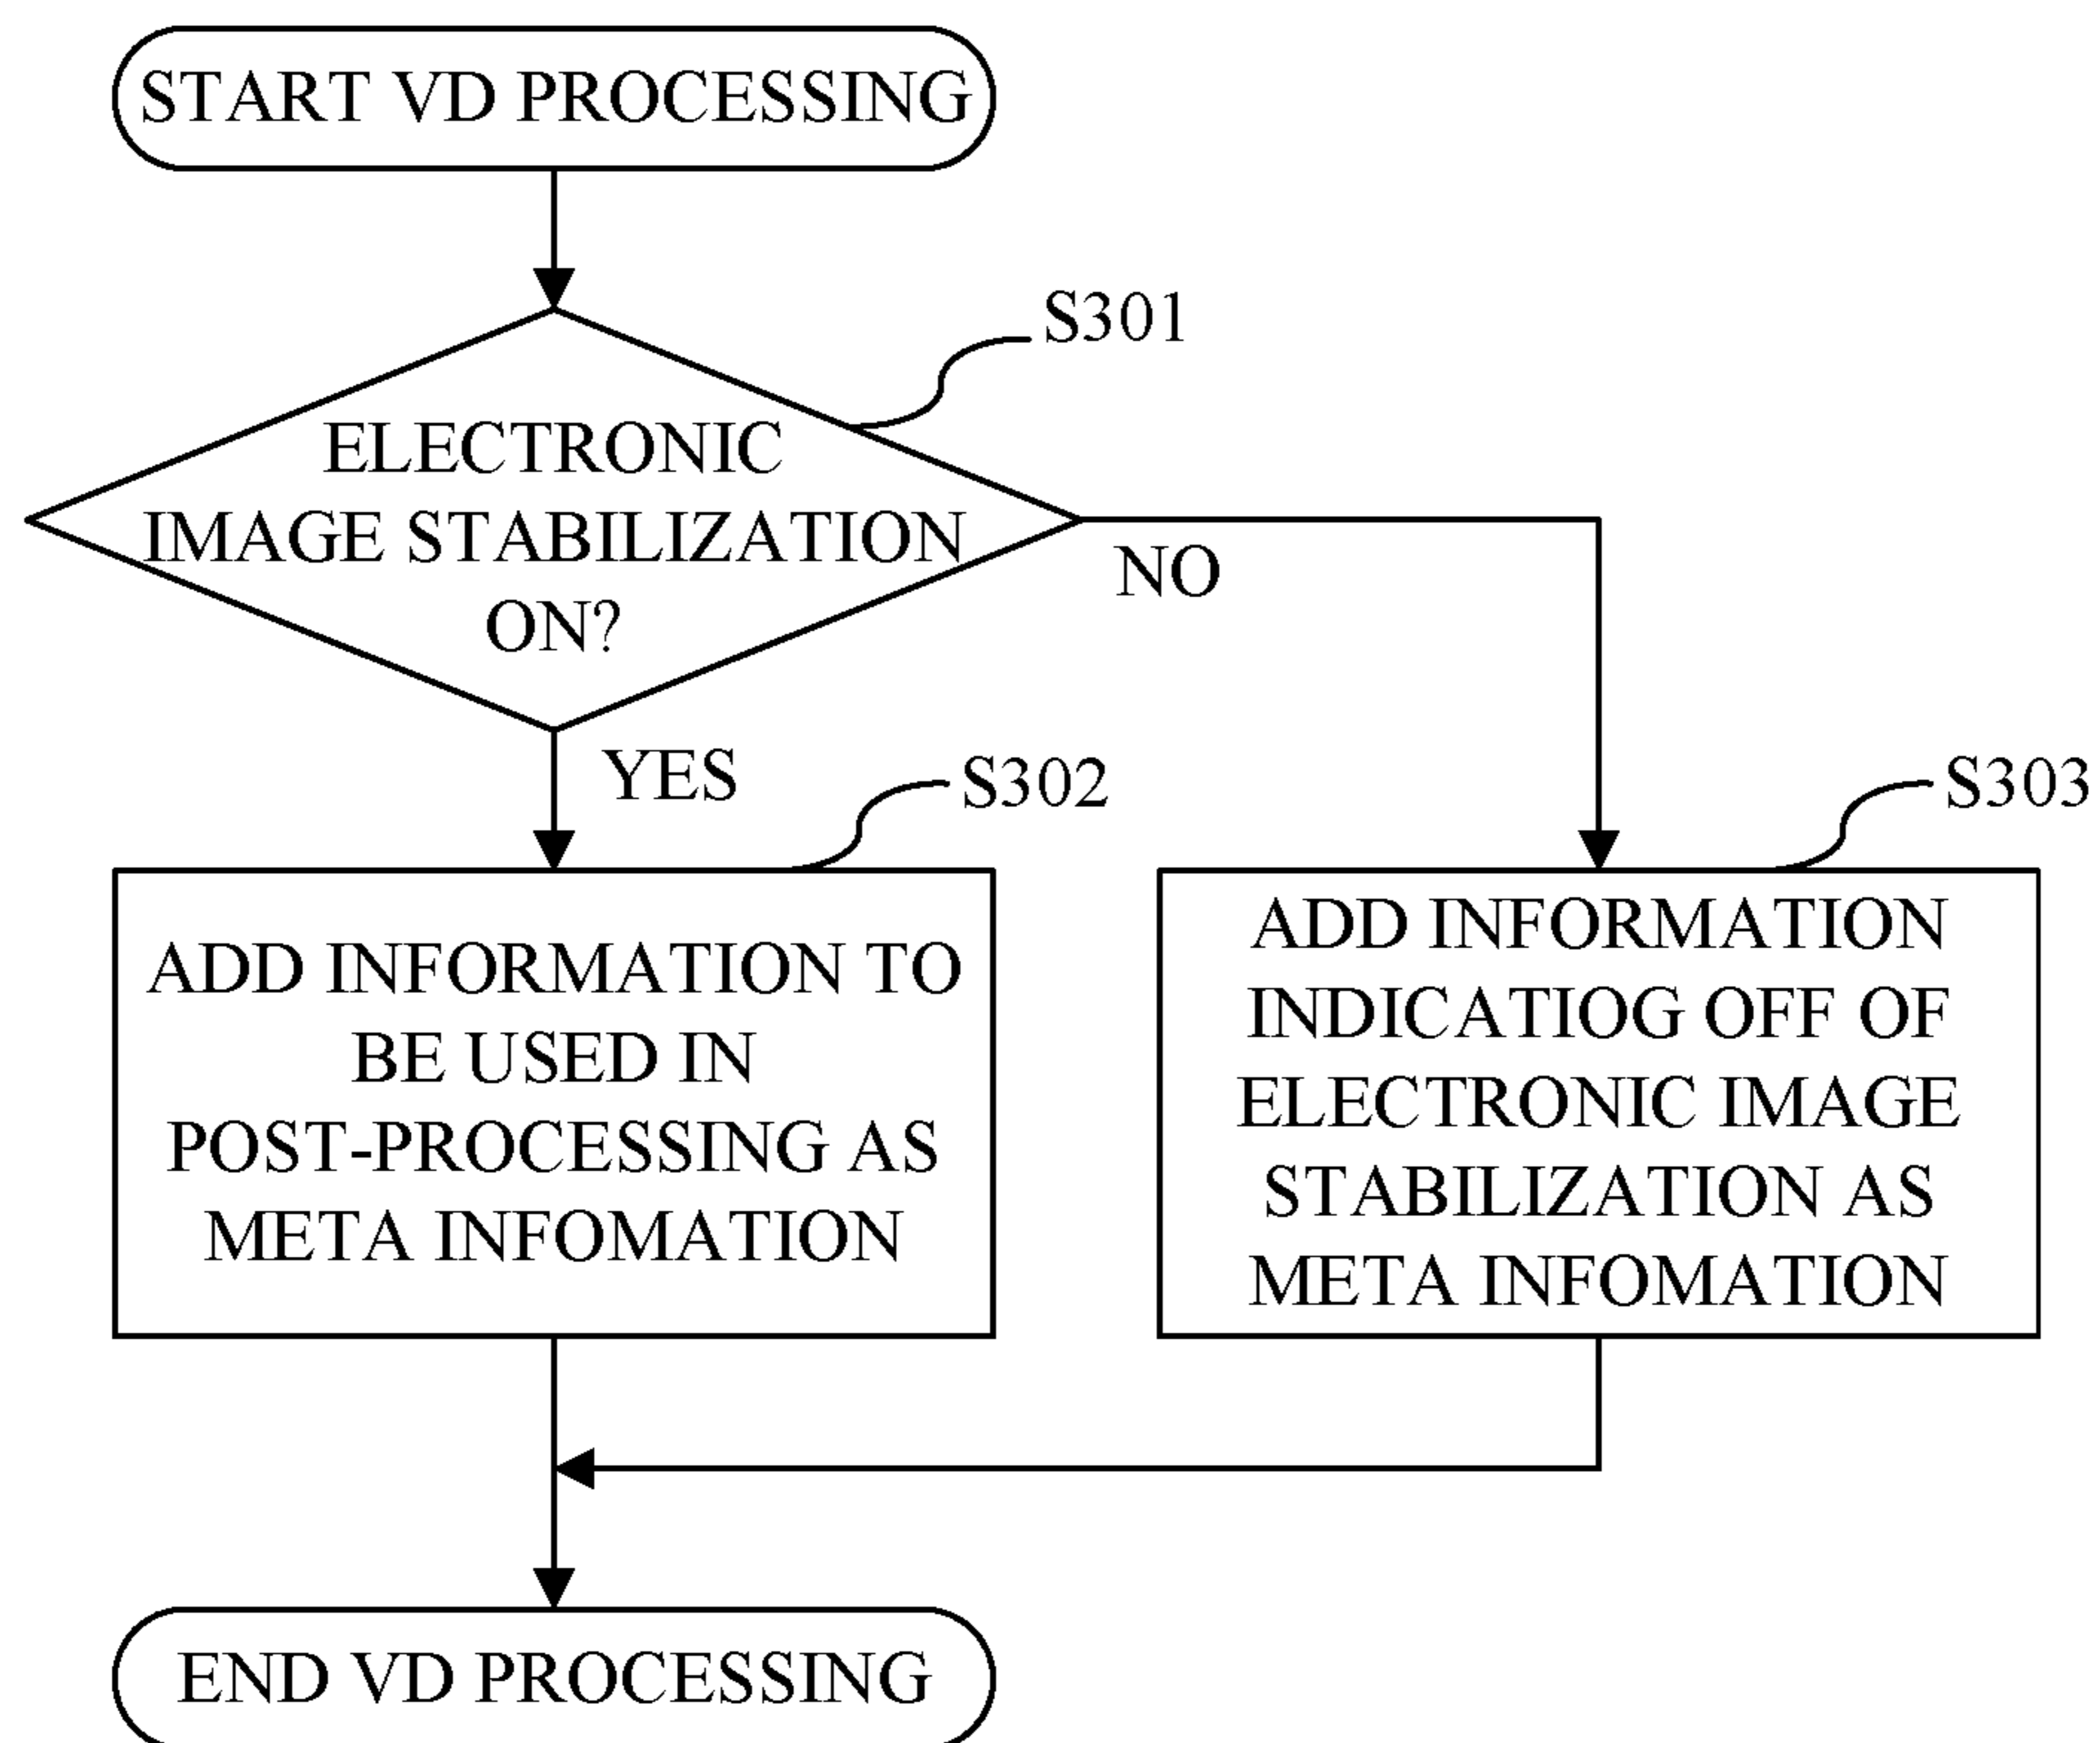 START VD PROCESSING
S301
ELECTRONIC
IMAGE STABILIZATION
ON?
NO
YES
S302
S303
ADD INFORMATION TO
BE USED IN
POST-PROCESSING AS
META INFOMATION
ADD INFORMATION
INDICATIOG OFF OF
ELECTRONIC IMAGE
STABILIZATION AS
META INFOMATION
END VD PROCESSING